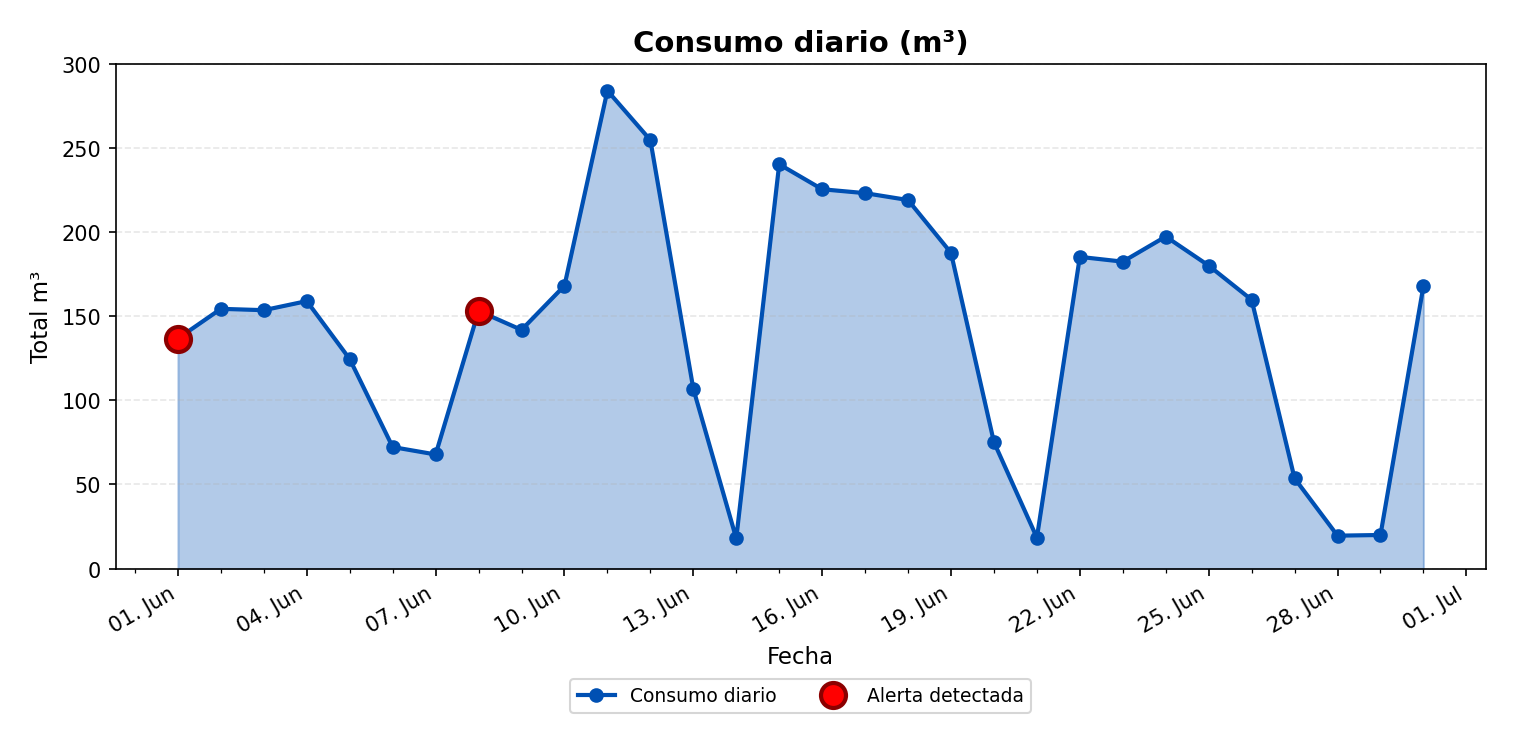 Consumo diario (m³)
300
250
200
150
100
50
0
Total m³
01. Jun
04. Jun
07. Jun
10. Jun
13. Jun
16. Jun
19. Jun
22. Jun
25. Jun
28. Jun
01. Jul
Fecha
Consumo diario
Alerta detectada